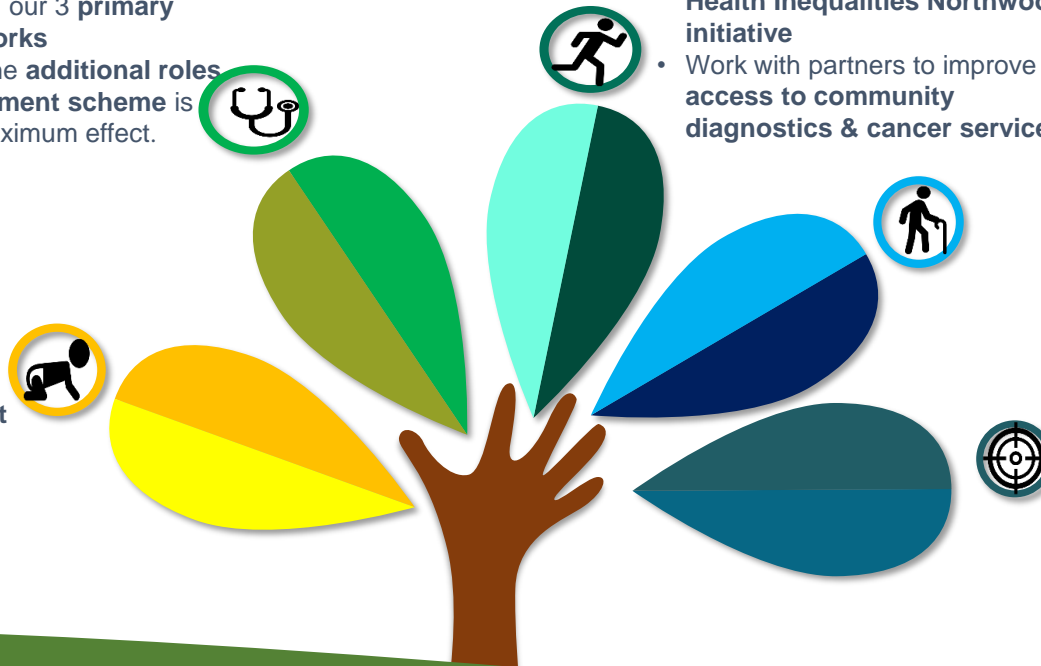 our 3 primary
orks
ne additional roles
ment scheme is
ximum effect.
t
Health Inequalities Northwoo
initiative
• Work with partners to improve
access to community
diagnostics & cancer service